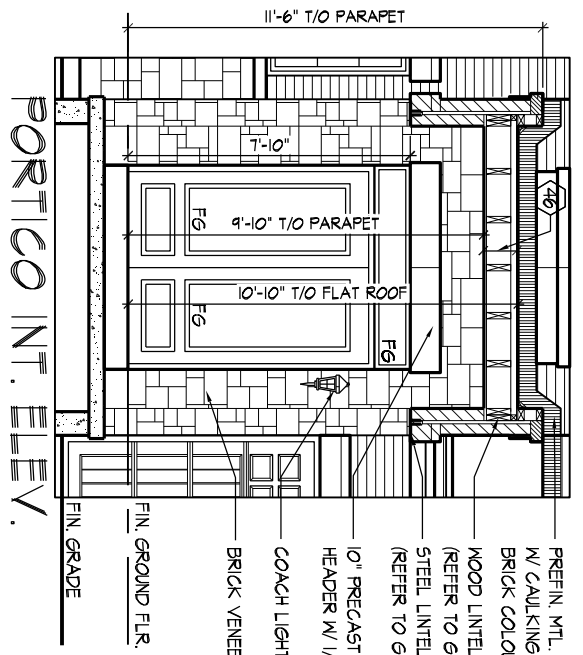 11'-6" T/O PARAPET
7'-10"
9'-10" T/O PARAPET
10'-10" T/O FLAT ROOF
46
FG
FG
FG
PREFIN. MTL.
W/ CAULKING
BRICK COLOU
WOOD LINTEL
(REFER TO G
STEEL LINTEL
(REFER TO G
10" PRECAST
HEADER W/ 1/
COACH LIGHT
BRICK VENEE
FIN. GROUND FLR.
FIN. GRADE
PORTICO INT. ELEV.